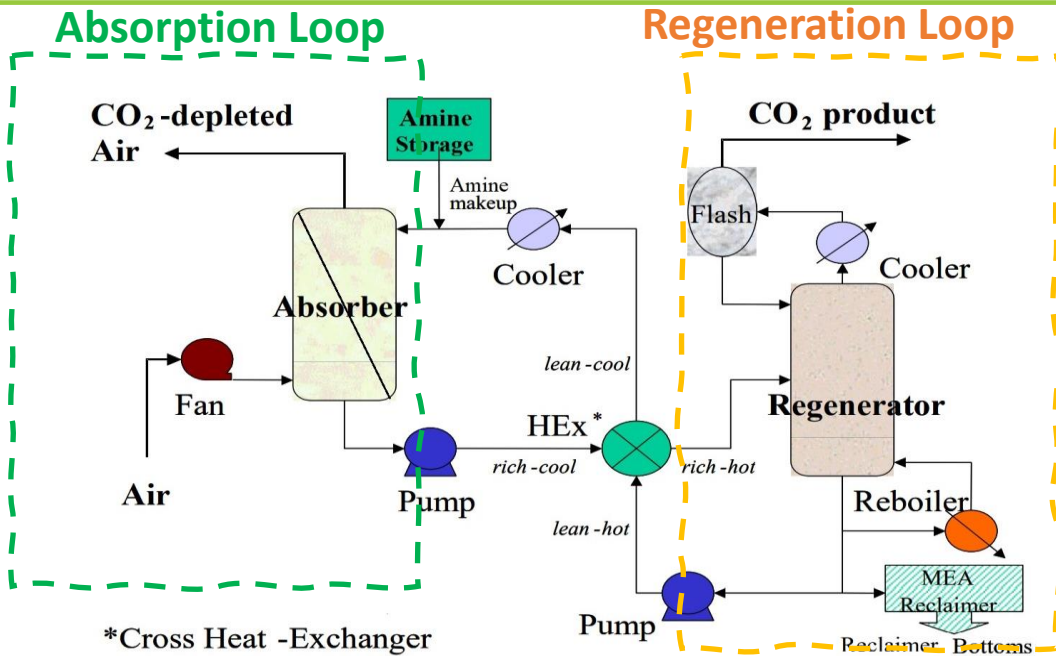 Absorption Loop
Regeneration Loop
CO₂-depleted
Air
Amine
Storage
CO₂ product
Amine
makeup
Flash
Cooler
Cooler
Absorber
lean-cool
Fan
HEx*
Regenerator
rich-cool
rich-hot
Air
Pump
Reboiler
lean-hot
MEA
Reclaimer
Pump
*Cross Heat -Exchanger
Reclaimer Bottoms